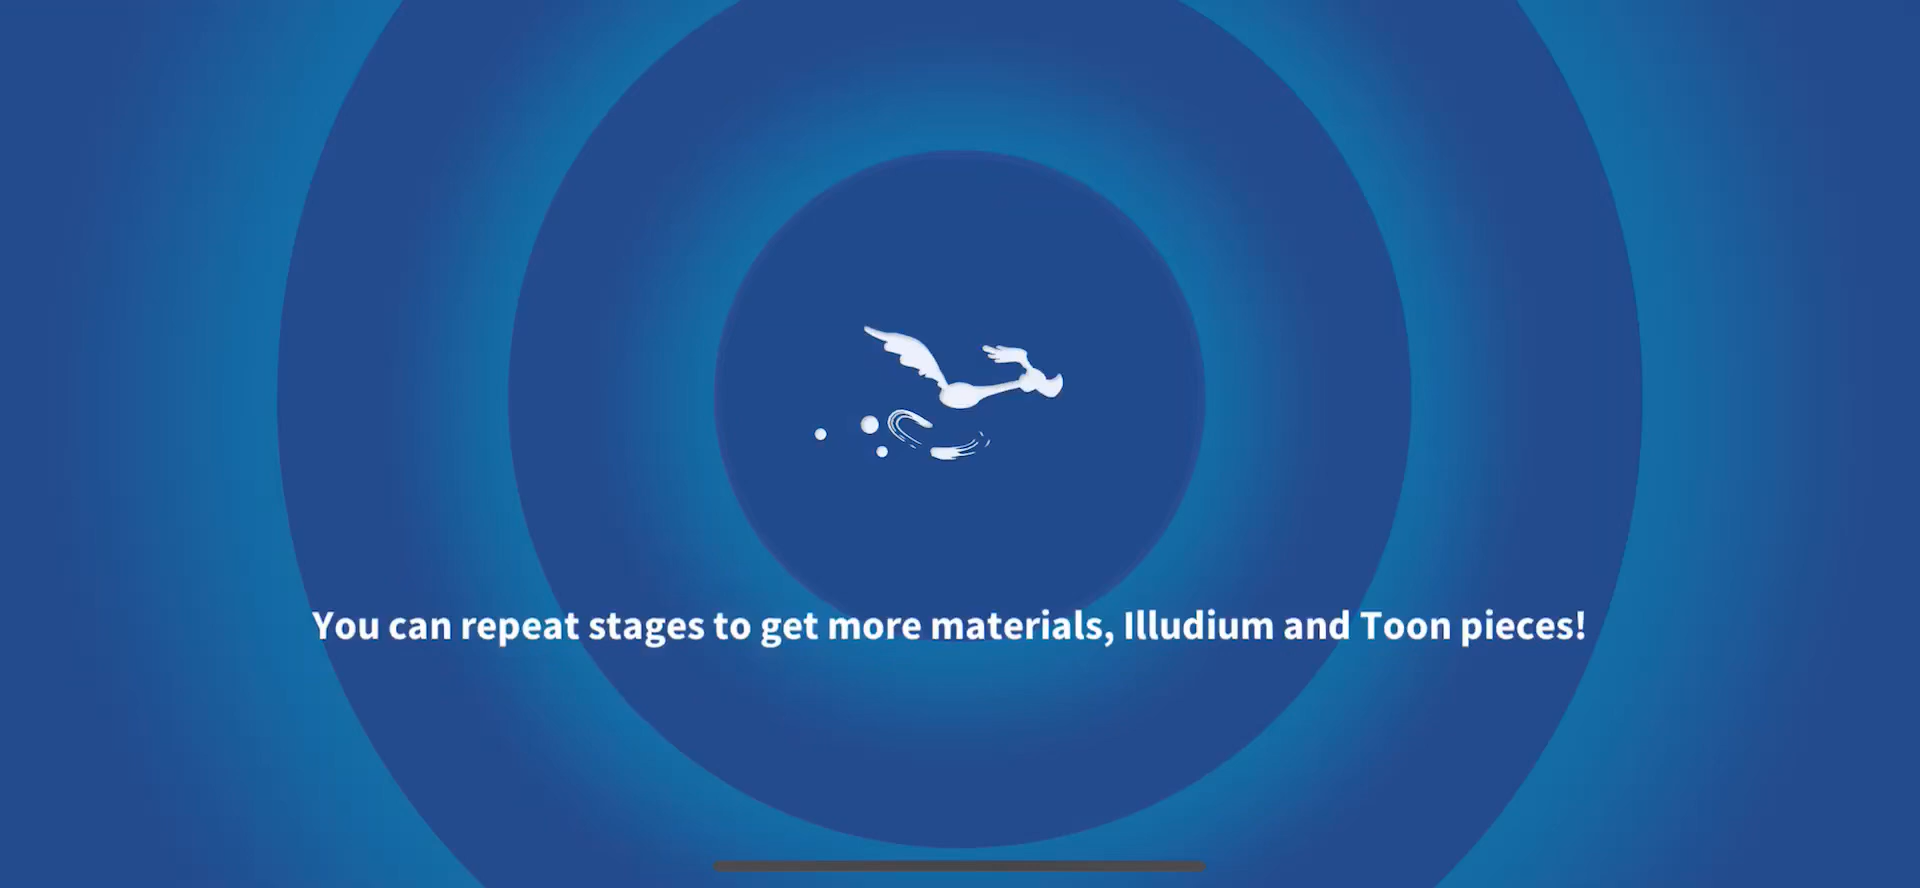 You can repeat stages to get more materials, Illudium and Toon pieces!